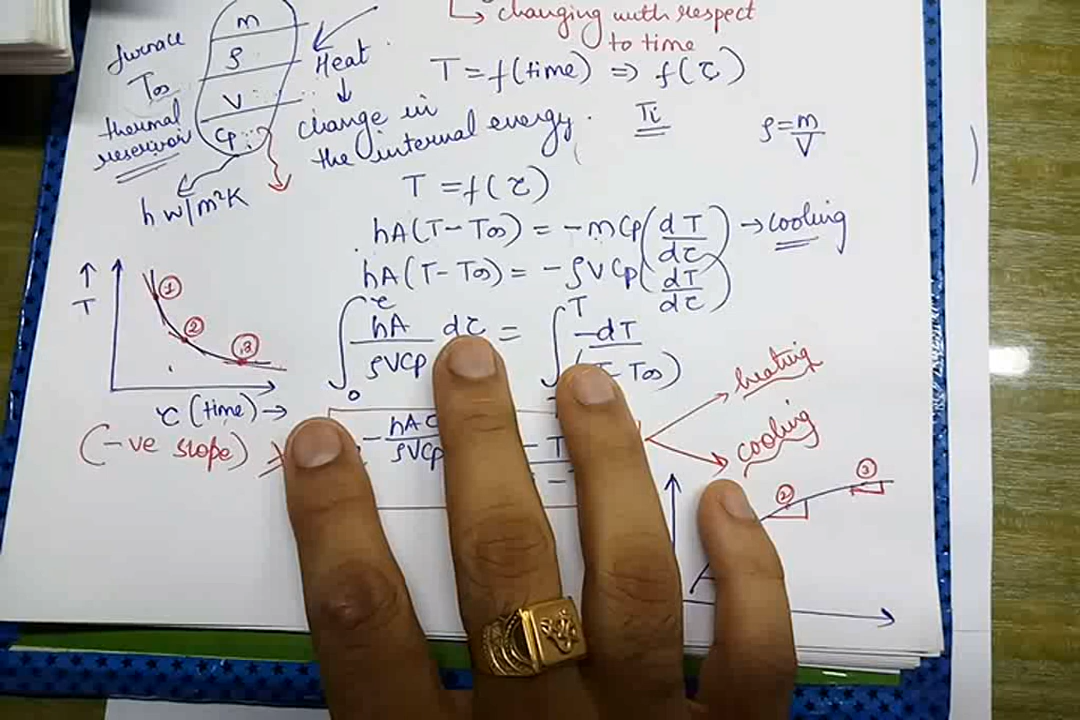 ↳ changing with respect
to time
furnace
T∞
thermal
reservoir
m
ρ
V
Cp
Heat
↓
change in
the internal energy.
h W/m²K
T = f(time) ⇒ f(τ)
Ti
ρ = m/V
T = f(τ)
hA(T - T∞) = - mCp (dT/dτ) → cooling
hA(T - T∞) = - ρVCp (dT/dτ)
∫₀^τ hA/ρVCp dτ = ∫^T -dT/(T - T∞)
↑
T
① ② ③
τ (time) →
(-ve slope)
- hAτ/ρVCp
T
heating
cooling
② ③